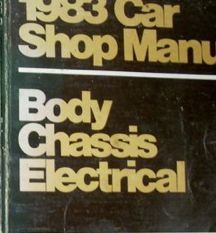 1983 Car
Shop Manu
Body
Chassis
Electrical